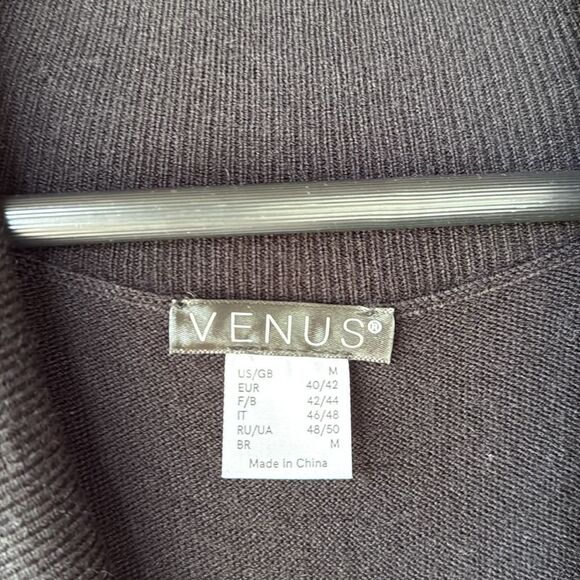 VENUS®
US/GB M
EUR 40/42
F/B 42/44
IT 46/48
RU/UA 48/50
BR M
Made in China